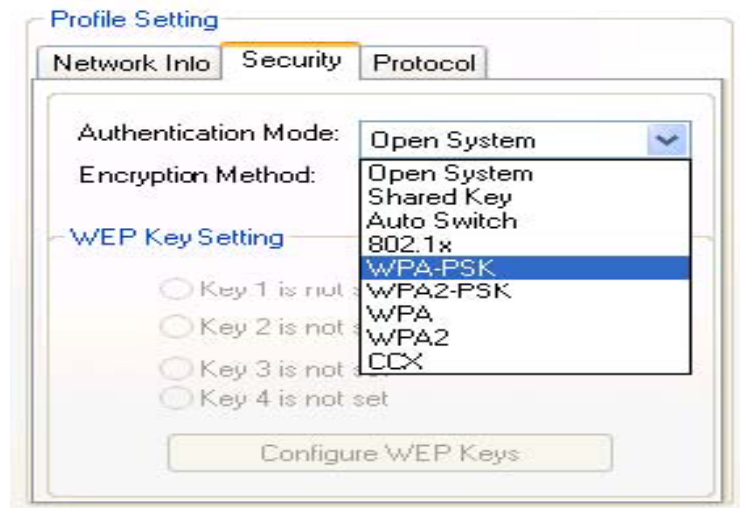 Profile Setting
Network Info Security Protocol
Authentication Mode: Open System
Encryption Method:
Open System
Shared Key
Auto Switch
802.1x
WPA-PSK
WPA2-PSK
WPA
WPA2
CCX
WEP Key Setting
Key 1 is not
Key 2 is not
Key 3 is not
Key 4 is not set
Configure WEP Keys